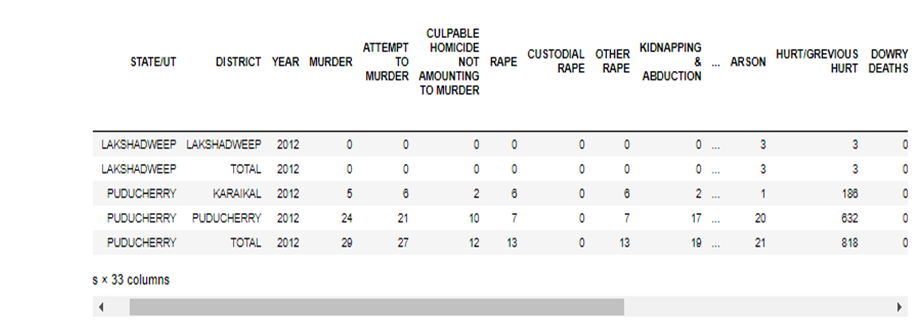 STATE/UT DISTRICT YEAR MURDER ATTEMPT TO MURDER CULPABLE HOMICIDE NOT AMOUNTING TO MURDER RAPE CUSTODIAL RAPE OTHER RAPE KIDNAPPING & ABDUCTION ... ARSON HURT/GREVIOUS HURT DOWRY DEATHS
LAKSHADWEEP LAKSHADWEEP 2012 0 0 0 0 0 0 0 ... 3 3 0
LAKSHADWEEP TOTAL 2012 0 0 0 0 0 0 0 ... 3 3 0
PUDUCHERRY KARAIKAL 2012 5 6 2 6 0 6 2 ... 1 186 0
PUDUCHERRY PUDUCHERRY 2012 24 21 10 7 0 7 17 ... 20 632 0
PUDUCHERRY TOTAL 2012 29 27 12 13 0 13 19 ... 21 818 0
s × 33 columns